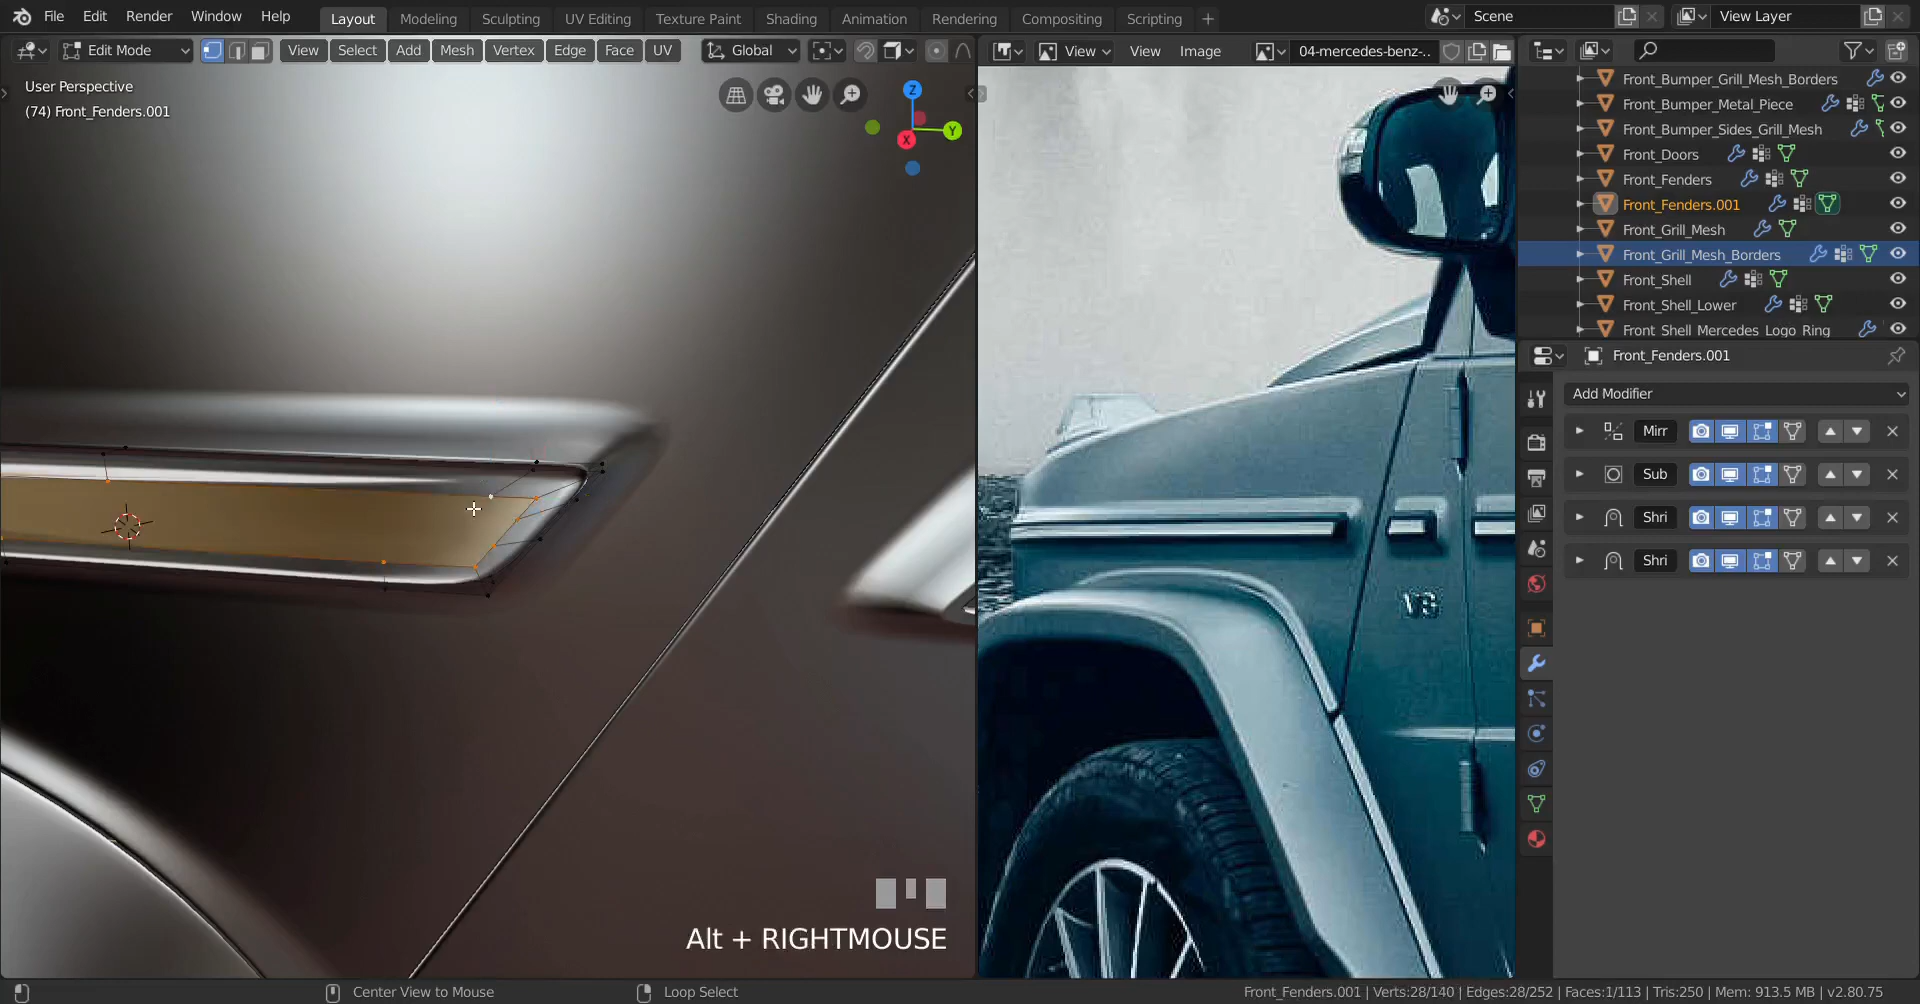 File Edit Render Window Help Layout Modeling Sculpting UV Editing Texture Paint Shading Animation Rendering Compositing Scripting + Scene View Layer
Edit Mode View Select Add Mesh Vertex Edge Face UV Global View View Image 04-mercedes-benz-..
User Perspective
(74) Front_Fenders.001
Z
Y
X
Front_Bumper_Grill_Mesh_Borders
Front_Bumper_Metal_Piece
Front_Bumper_Sides_Grill_Mesh
Front_Doors
Front_Fenders
Front_Fenders.001
Front_Grill_Mesh
Front_Grill_Mesh_Borders
Front_Shell
Front_Shell_Lower
Front_Shell_Mercedes_Logo_Ring
Front_Fenders.001
Add Modifier
Mirr
Sub
Shri
Shri
V8
Alt + RIGHTMOUSE
Center View to Mouse Loop Select Front_Fenders.001 | Verts:28/140 | Edges:28/252 | Faces:1/113 | Tris:250 | Mem: 913.5 MB | v2.80.75